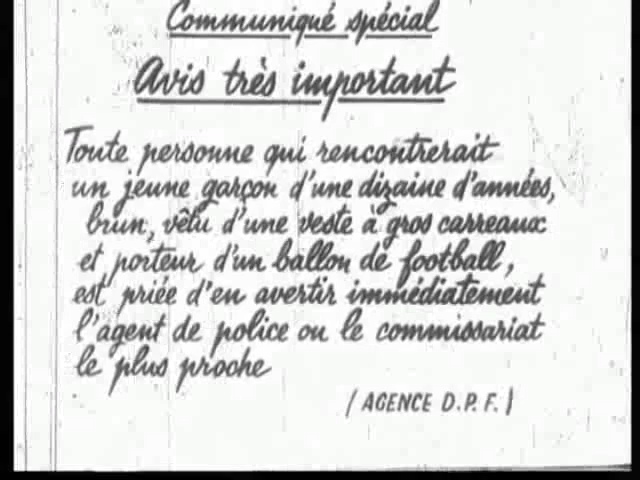 Communiqué spécial
Avis très important
Toute personne qui rencontrerait
un jeune garçon d'une dizaine d'années,
brun, vêtu d'une veste à gros carreaux
et porteur d'un ballon de football,
est priée d'en avertir immédiatement
l'agent de police ou le commissariat
le plus proche
(AGENCE D.P.F.)